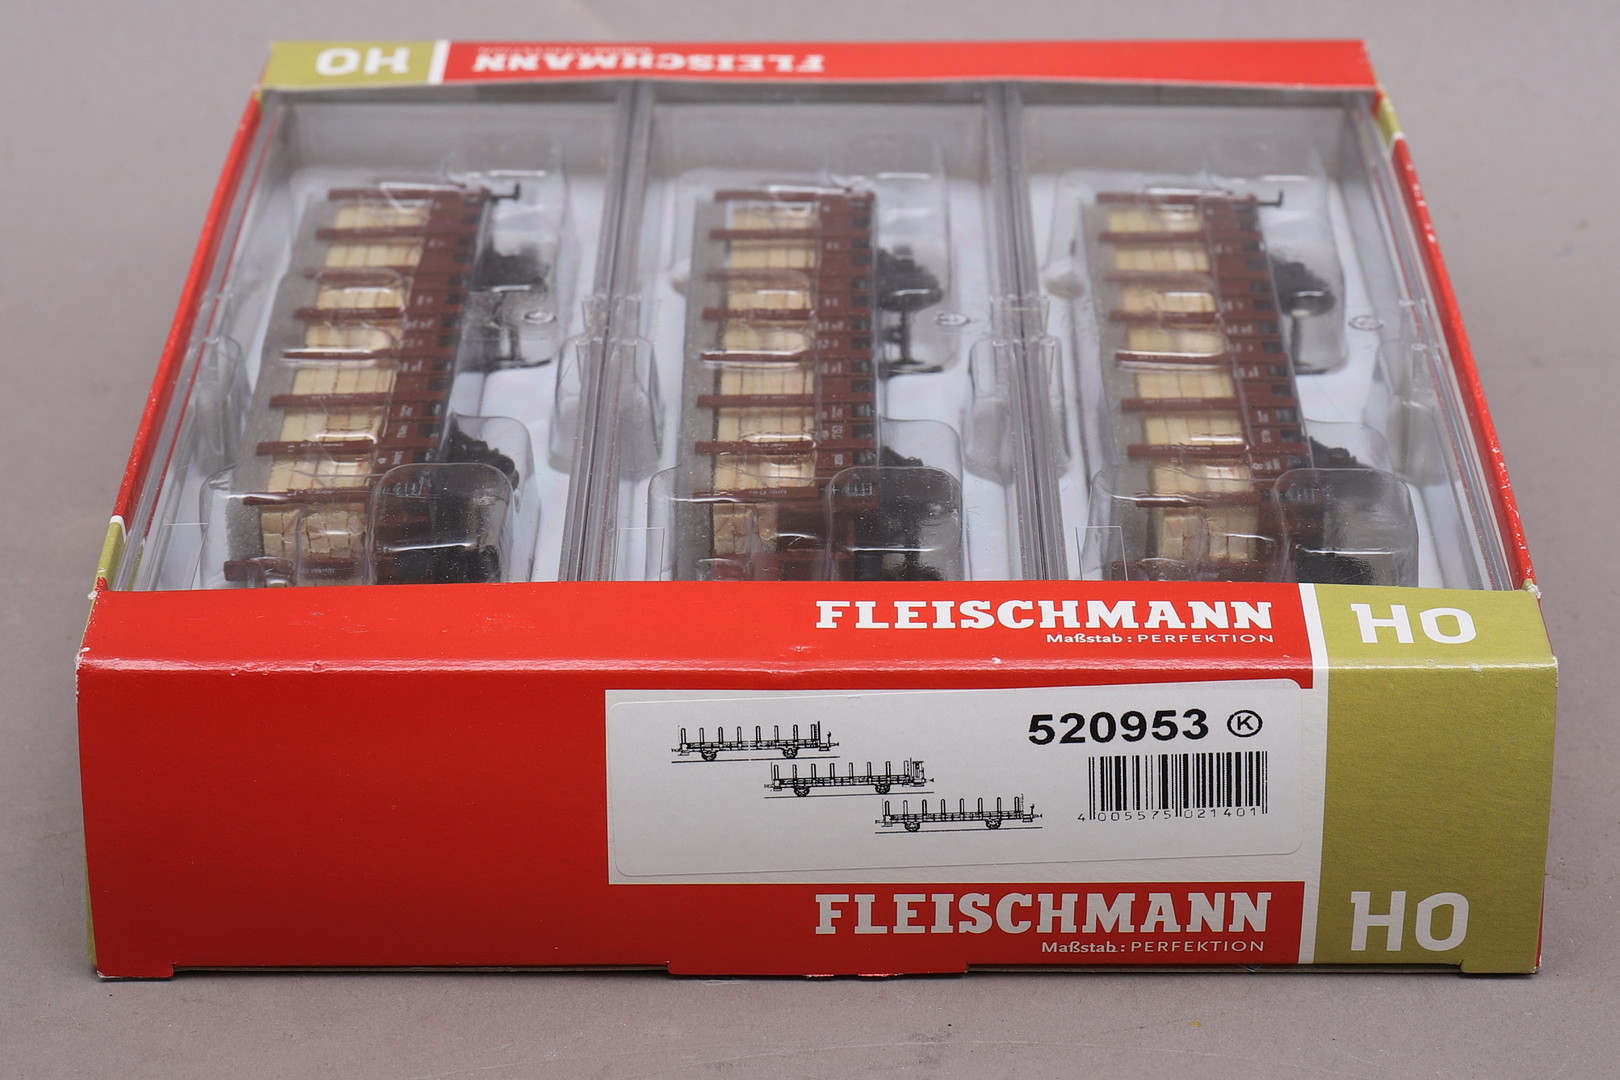 HO FLEISCHMANN
FLEISCHMANN HO
Maßstab: PERFEKTION
520953 K
4 005575 021401
FLEISCHMANN HO
Maßstab: PERFEKTION